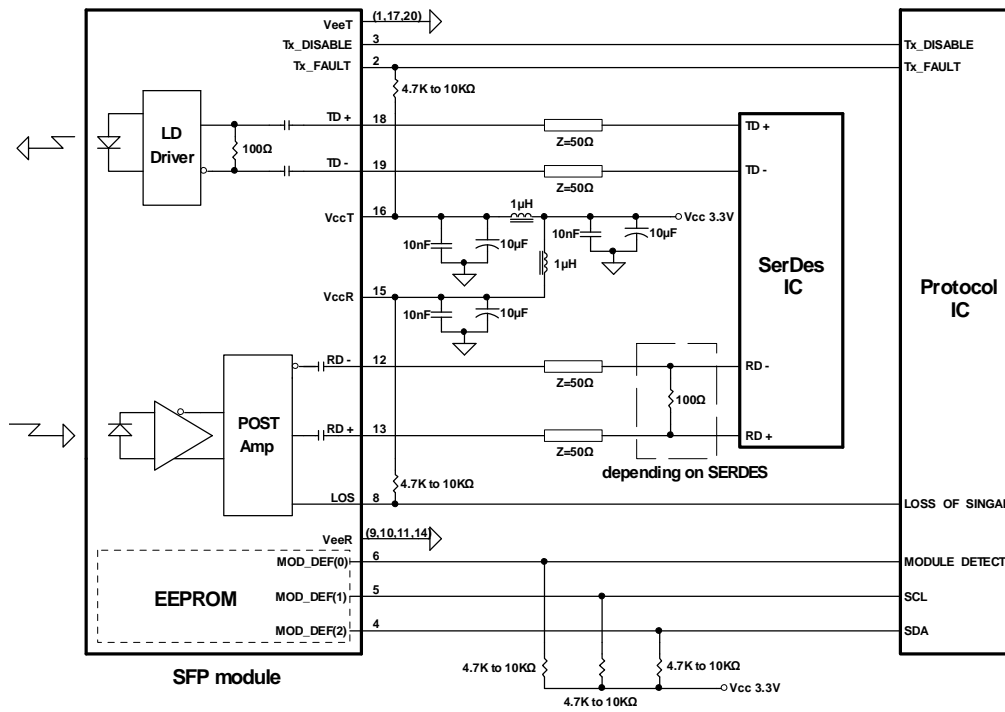 VeeT (1,17,20)
Tx_DISABLE 3 Tx_DISABLE
Tx_FAULT 2 Tx_FAULT
4.7K to 10KΩ
LD Driver
100Ω
TD+ 18 TD+
Z=50Ω
TD- 19 TD-
Z=50Ω
1µH
VccT 16 Vcc 3.3V
10nF 10µF 10nF 10µF
1µH
SerDes IC
Protocol IC
VccR 15
10nF 10µF
RD- 12 RD-
Z=50Ω
100Ω
POST Amp
RD+ 13 RD+
Z=50Ω
depending on SERDES
4.7K to 10KΩ
LOS 8 LOSS OF SINGAL
VeeR (9,10,11,14)
MOD_DEF(0) 6 MODULE DETECT
EEPROM
MOD_DEF(1) 5 SCL
MOD_DEF(2) 4 SDA
4.7K to 10KΩ 4.7K to 10KΩ
4.7K to 10KΩ
Vcc 3.3V
SFP module